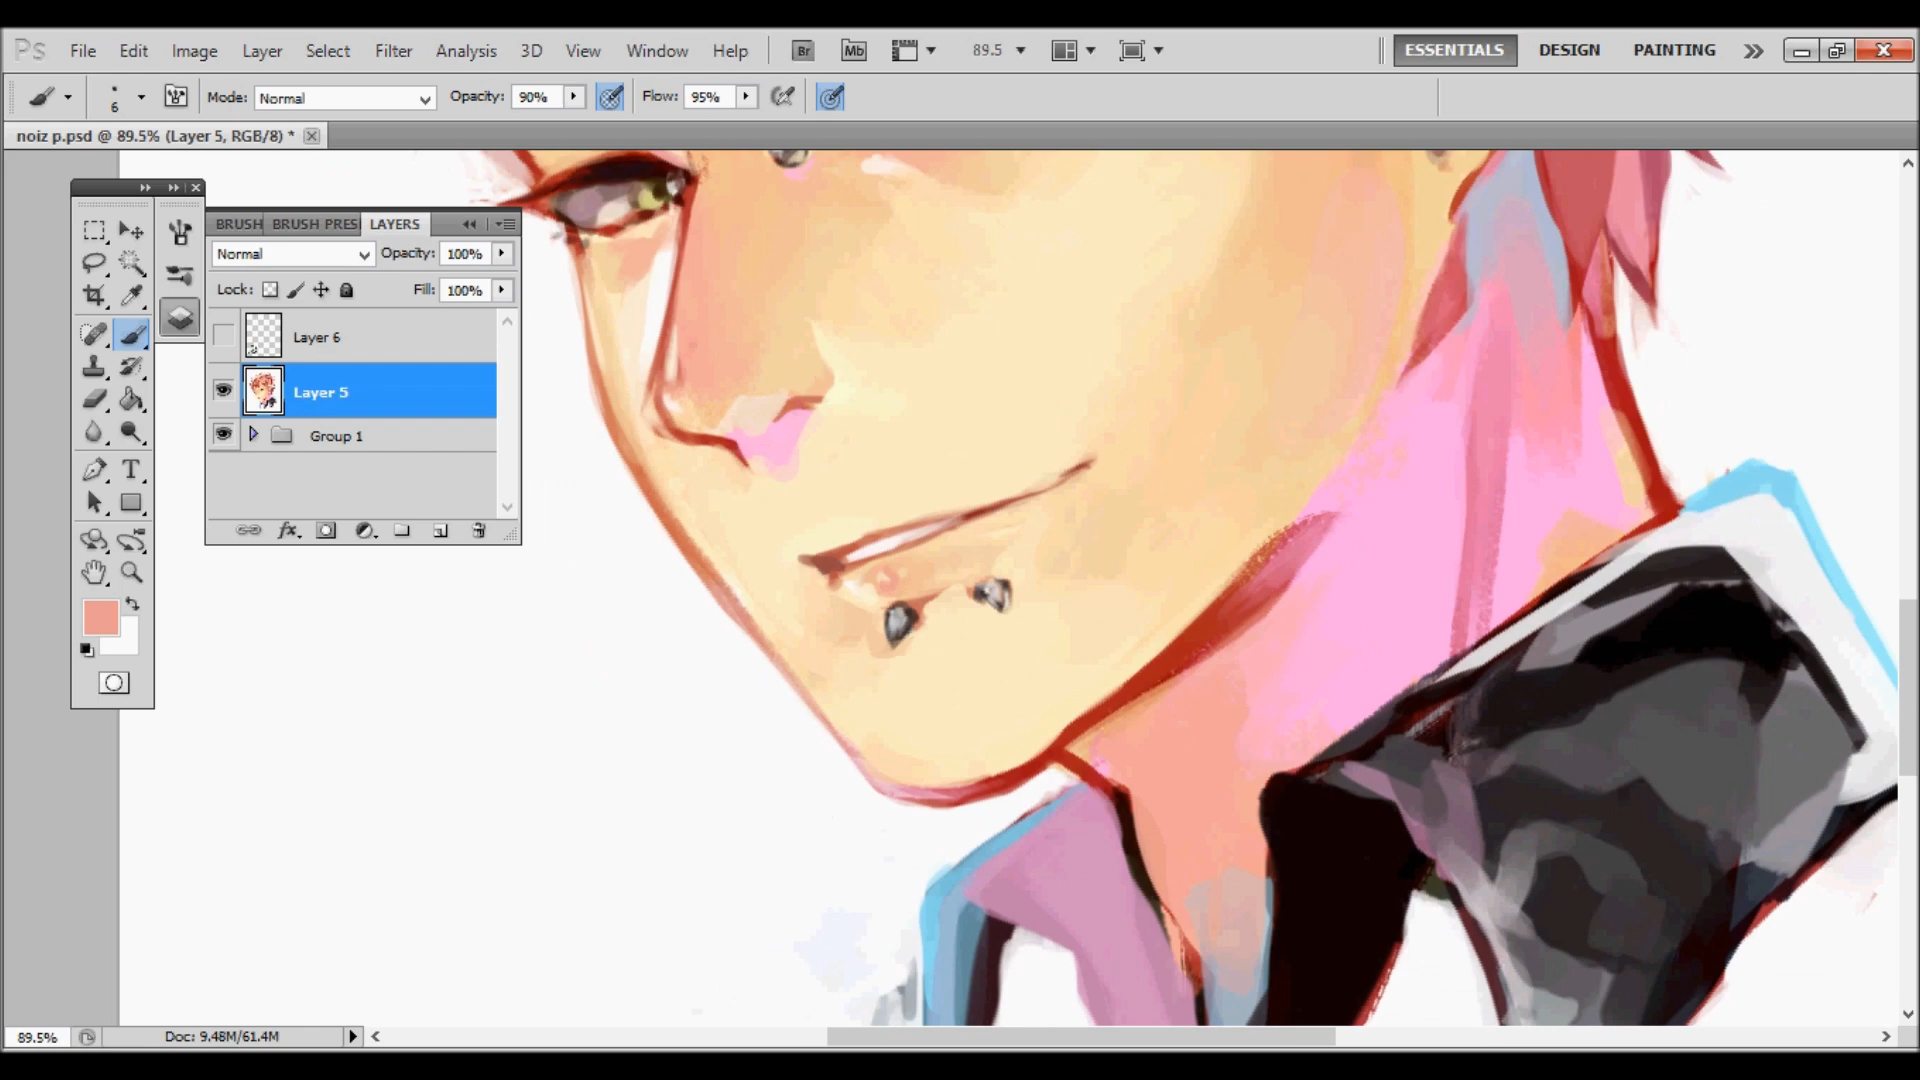 Ps File Edit Image Layer Select Filter Analysis 3D View Window Help Br Mb 89.5 ESSENTIALS DESIGN PAINTING
6 Mode: Normal Opacity: 90% Flow: 95%
noiz p.psd @ 89.5% (Layer 5, RGB/8) *
BRUSH BRUSH PRES LAYERS
Normal Opacity: 100%
Lock: Fill: 100%
Layer 6
Layer 5
Group 1
T
fx
89.5% Doc: 9.48M/61.4M